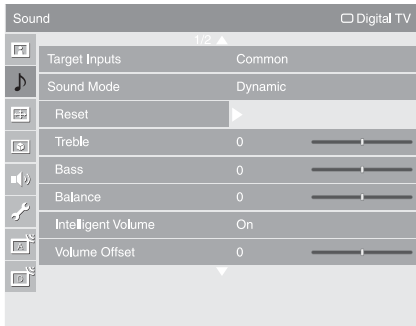 Sound Digital TV
1/2
Target Inputs Common
Sound Mode Dynamic
Reset
Treble 0
Bass 0
Balance 0
Intelligent Volume On
Volume Offset 0
A
D